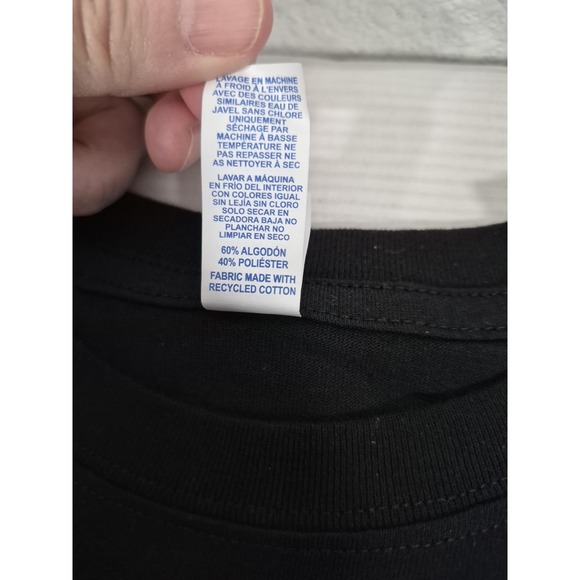 LAVAGE EN MACHINE
À FROID À L'ENVERS
AVEC DES COULEURS
SIMILAIRES EAU DE
JAVEL SANS CHLORE
UNIQUEMENT
SÉCHAGE PAR
MACHINE À BASSE
TEMPÉRATURE NE
PAS REPASSER NE
AS NETTOYER À SEC
LAVAR A MÁQUINA
EN FRÍO DEL INTERIOR
CON COLORES IGUAL
SIN LEJÍA SIN CLORO
SOLO SECAR EN
SECADORA BAJA NO
PLANCHAR NO
LIMPIAR EN SECO
60% ALGODÓN
40% POLIÉSTER
FABRIC MADE WITH
RECYCLED COTTON